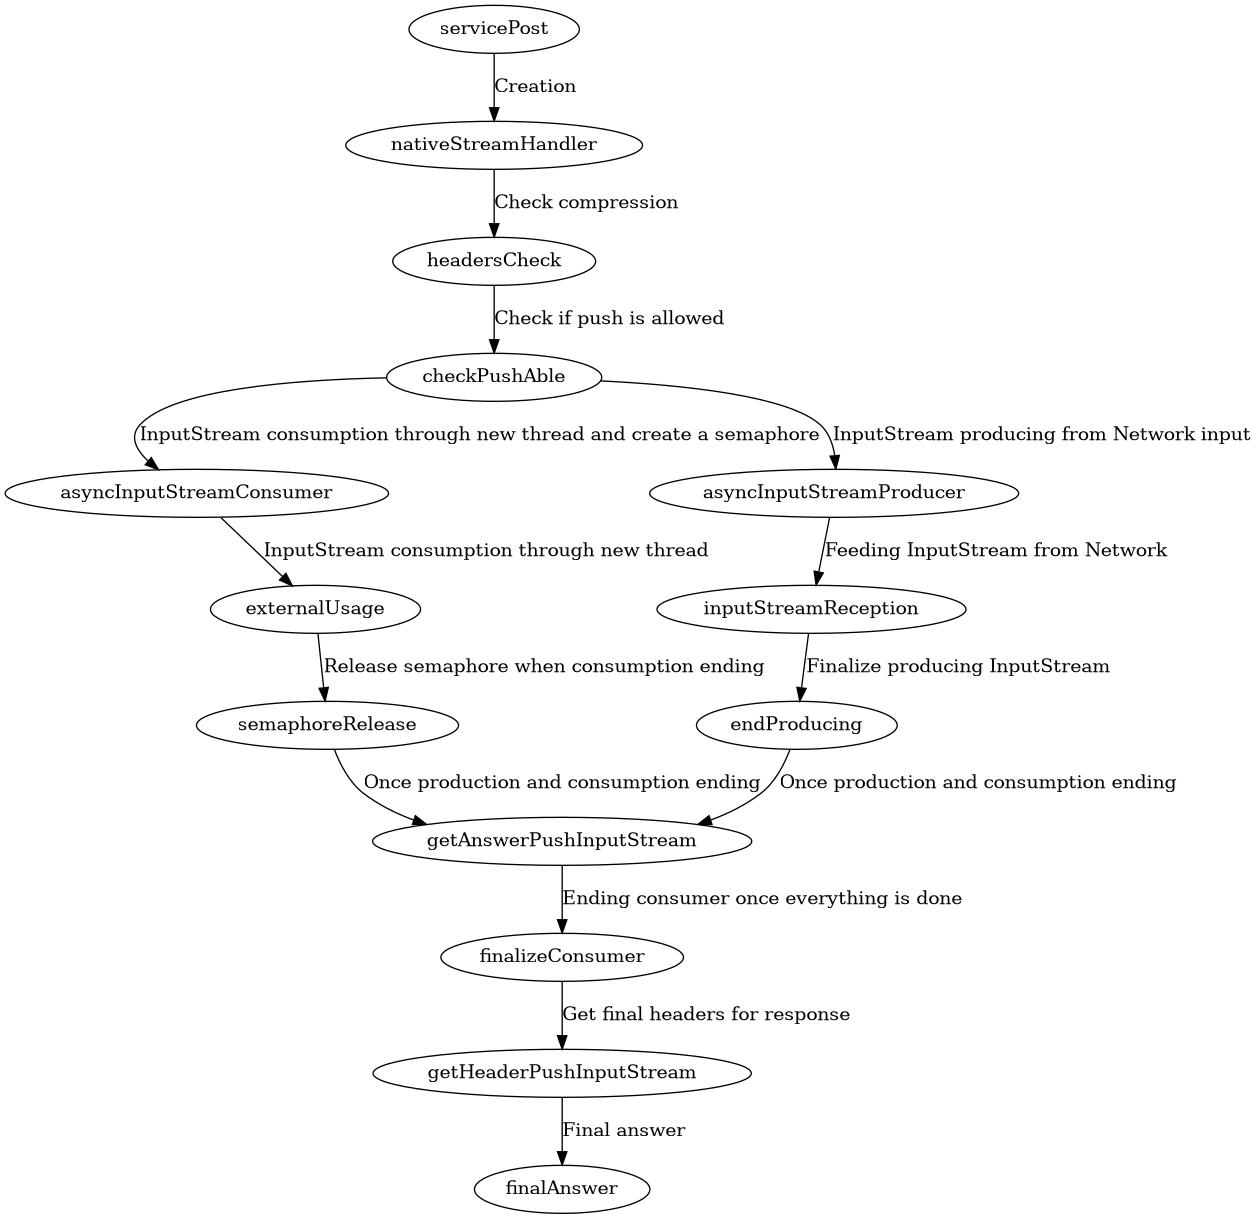 servicePost
Creation
nativeStreamHandler
Check compression
headersCheck
Check if push is allowed
checkPushAble
InputStream consumption through new thread and create a semaphore
InputStream producing from Network input
asyncInputStreamConsumer
asyncInputStreamProducer
InputStream consumption through new thread
Feeding InputStream from Network
externalUsage
inputStreamReception
Release semaphore when consumption ending
Finalize producing InputStream
semaphoreRelease
endProducing
Once production and consumption ending
Once production and consumption ending
getAnswerPushInputStream
Ending consumer once everything is done
finalizeConsumer
Get final headers for response
getHeaderPushInputStream
Final answer
finalAnswer